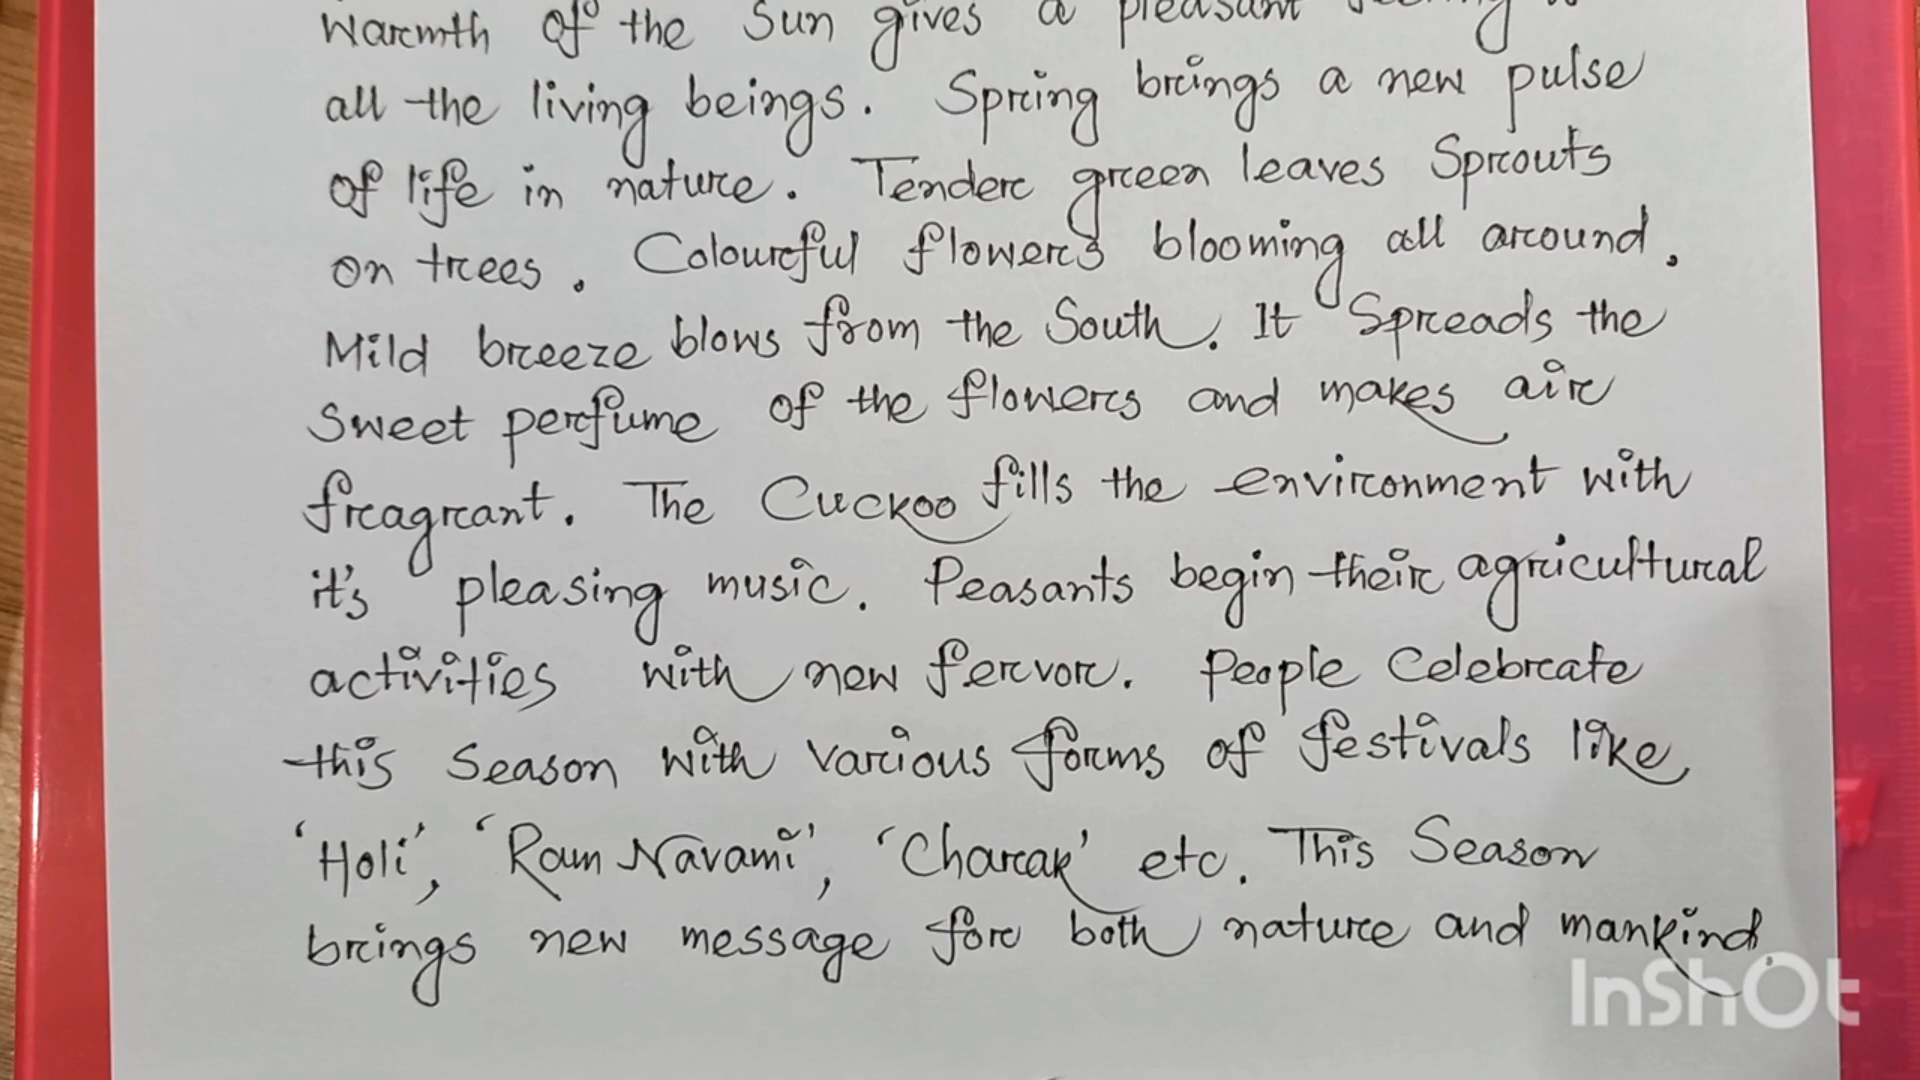 Warmth of the Sun gives a pleasant
all the living beings. Spring brings a new pulse
of life in nature. Tender green leaves Sprouts
on trees. Colourful flowers blooming all around.
Mild breeze blows from the South. It Spreads the
Sweet perfume of the flowers and makes air
fragrant. The Cuckoo fills the environment with
it's pleasing music. Peasants begin their agricultural
activities with new fervor. People Celebrate
this Season with various forms of festivals like
'Holi', 'Ram Navami', 'Charak' etc. This Season
brings new message for both nature and mankind.
InShOt